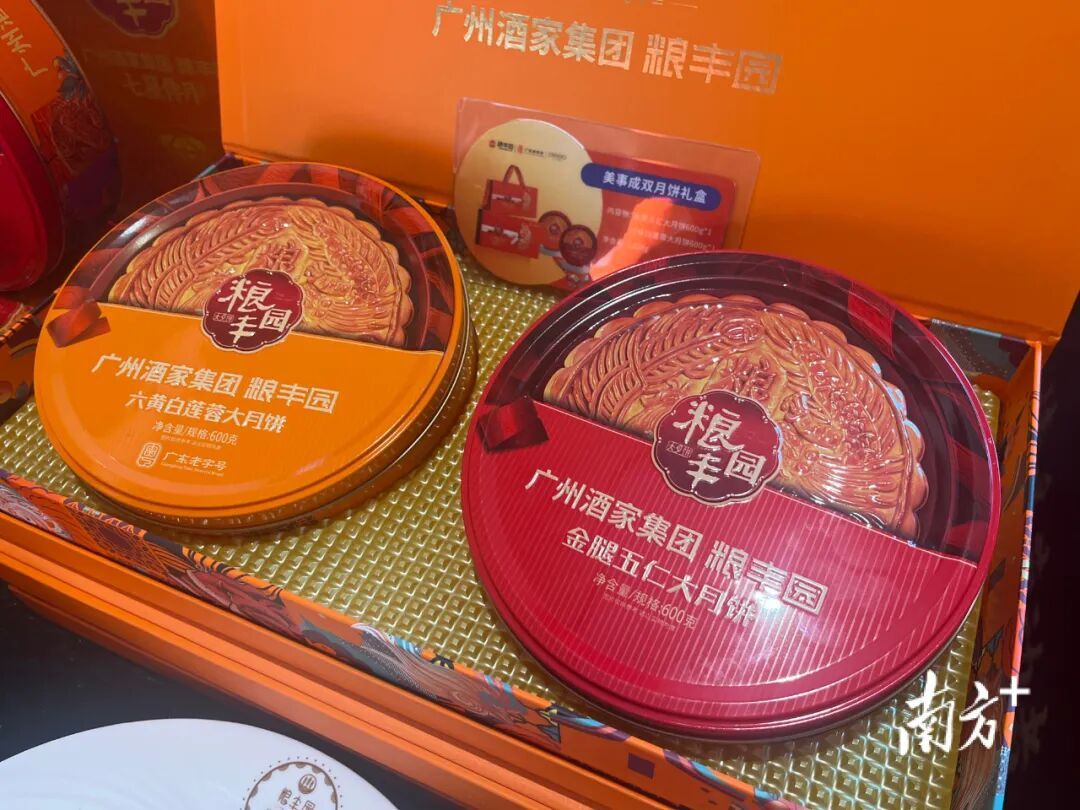 广州酒家集团 粮丰园
美事成双月饼礼盒
粮丰园
广州酒家集团 粮丰园
六黄白莲蓉大月饼
净含量/规格:600克
广东老字号
粮丰园
广州酒家集团 粮丰园
金腿五仁大月饼
净含量/规格:600克
南方+